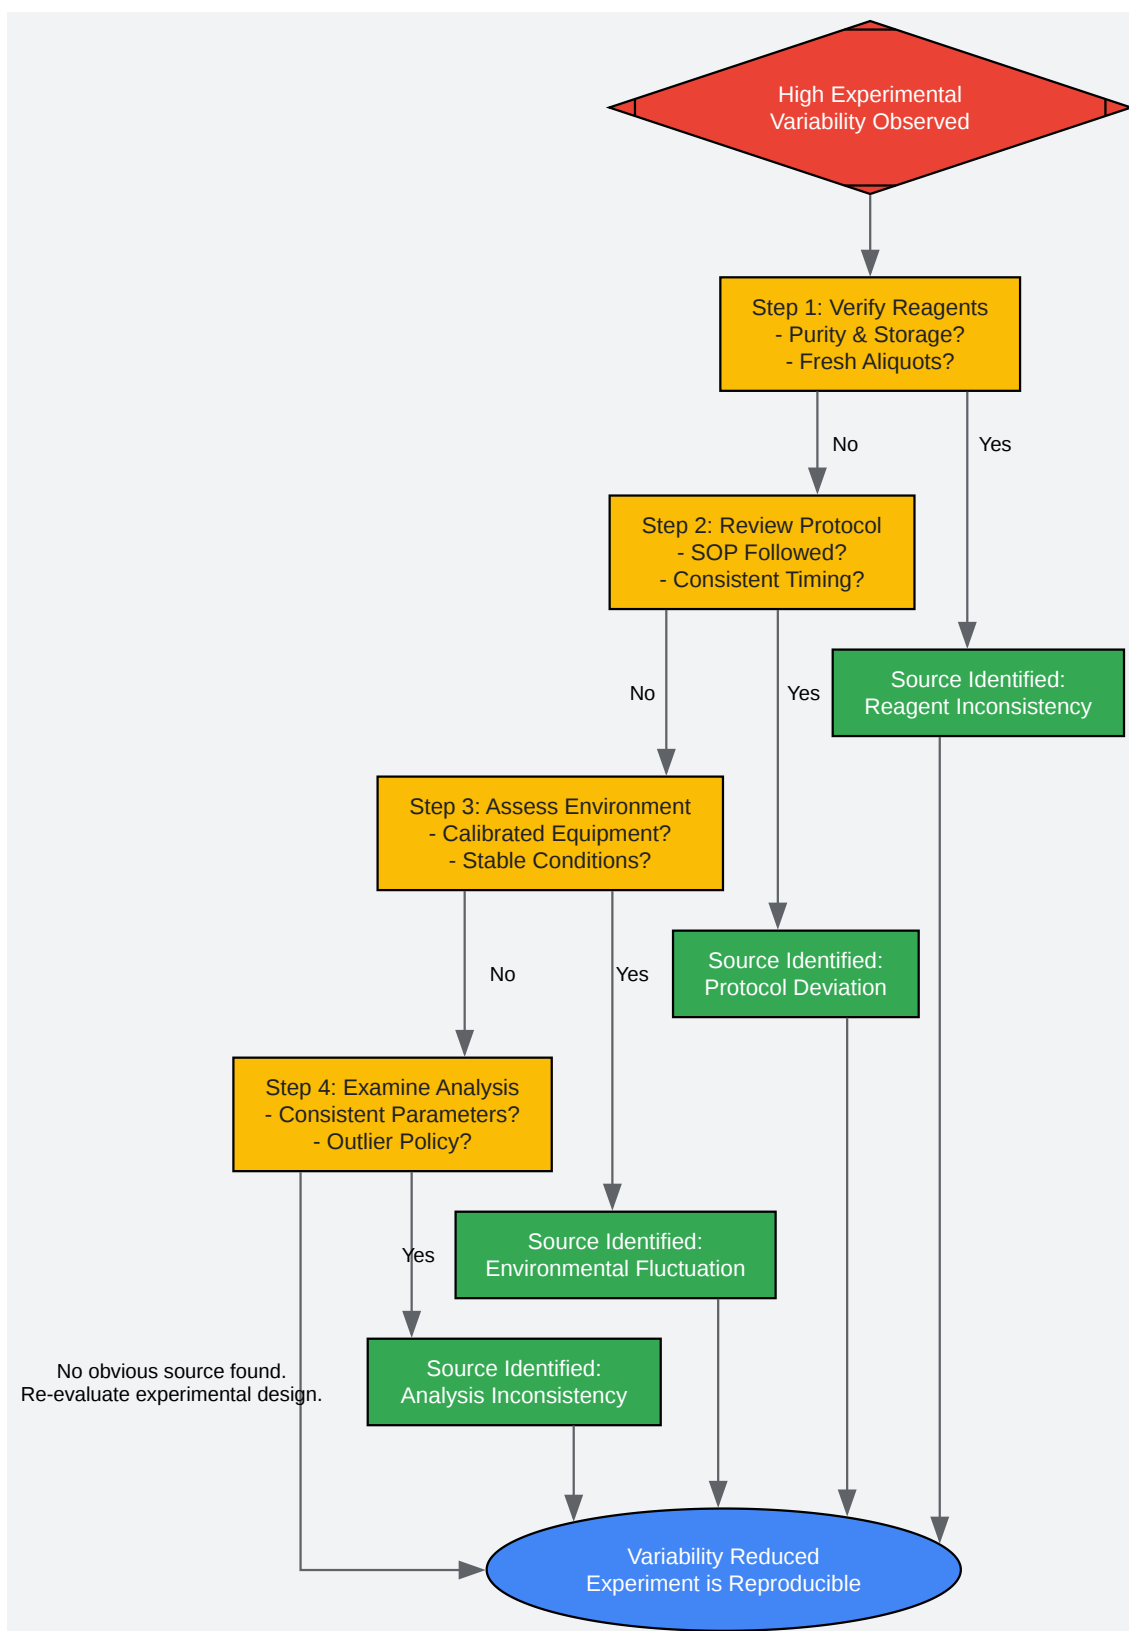 High Experimental
Variability Observed
Step 1: Verify Reagents
- Purity & Storage?
- Fresh Aliquots?
No
Yes
Step 2: Review Protocol
- SOP Followed?
- Consistent Timing?
No
Yes
Source Identified:
Reagent Inconsistency
Step 3: Assess Environment
- Calibrated Equipment?
- Stable Conditions?
No
Yes
Source Identified:
Protocol Deviation
Step 4: Examine Analysis
- Consistent Parameters?
- Outlier Policy?
Yes
Source Identified:
Environmental Fluctuation
No obvious source found.
Re-evaluate experimental design.
Source Identified:
Analysis Inconsistency
Variability Reduced
Experiment is Reproducible